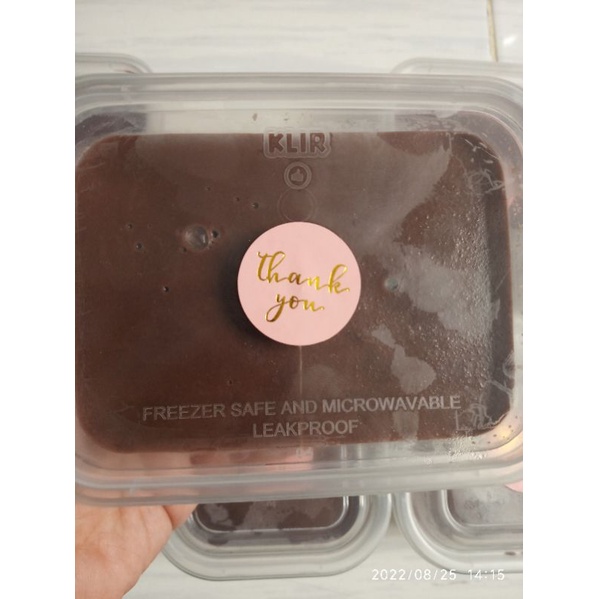 KLIR
thank
you
FREEZER SAFE AND MICROWAVABLE
LEAKPROOF
2022/08/25 14:15